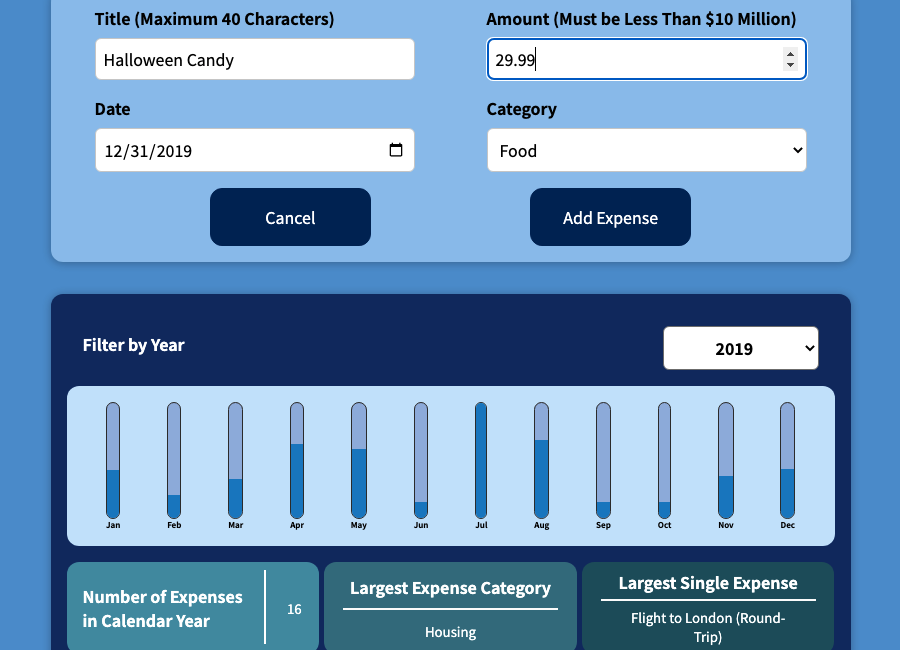 Title (Maximum 40 Characters)
Amount (Must be Less Than $10 Million)
Halloween Candy
29.99
Date
Category
12/31/2019
Food
Cancel
Add Expense
Filter by Year
2019
Jan Feb Mar Apr May Jun Jul Aug Sep Oct Nov Dec
Number of Expenses
in Calendar Year
16
Largest Expense Category
Housing
Largest Single Expense
Flight to London (Round-
Trip)